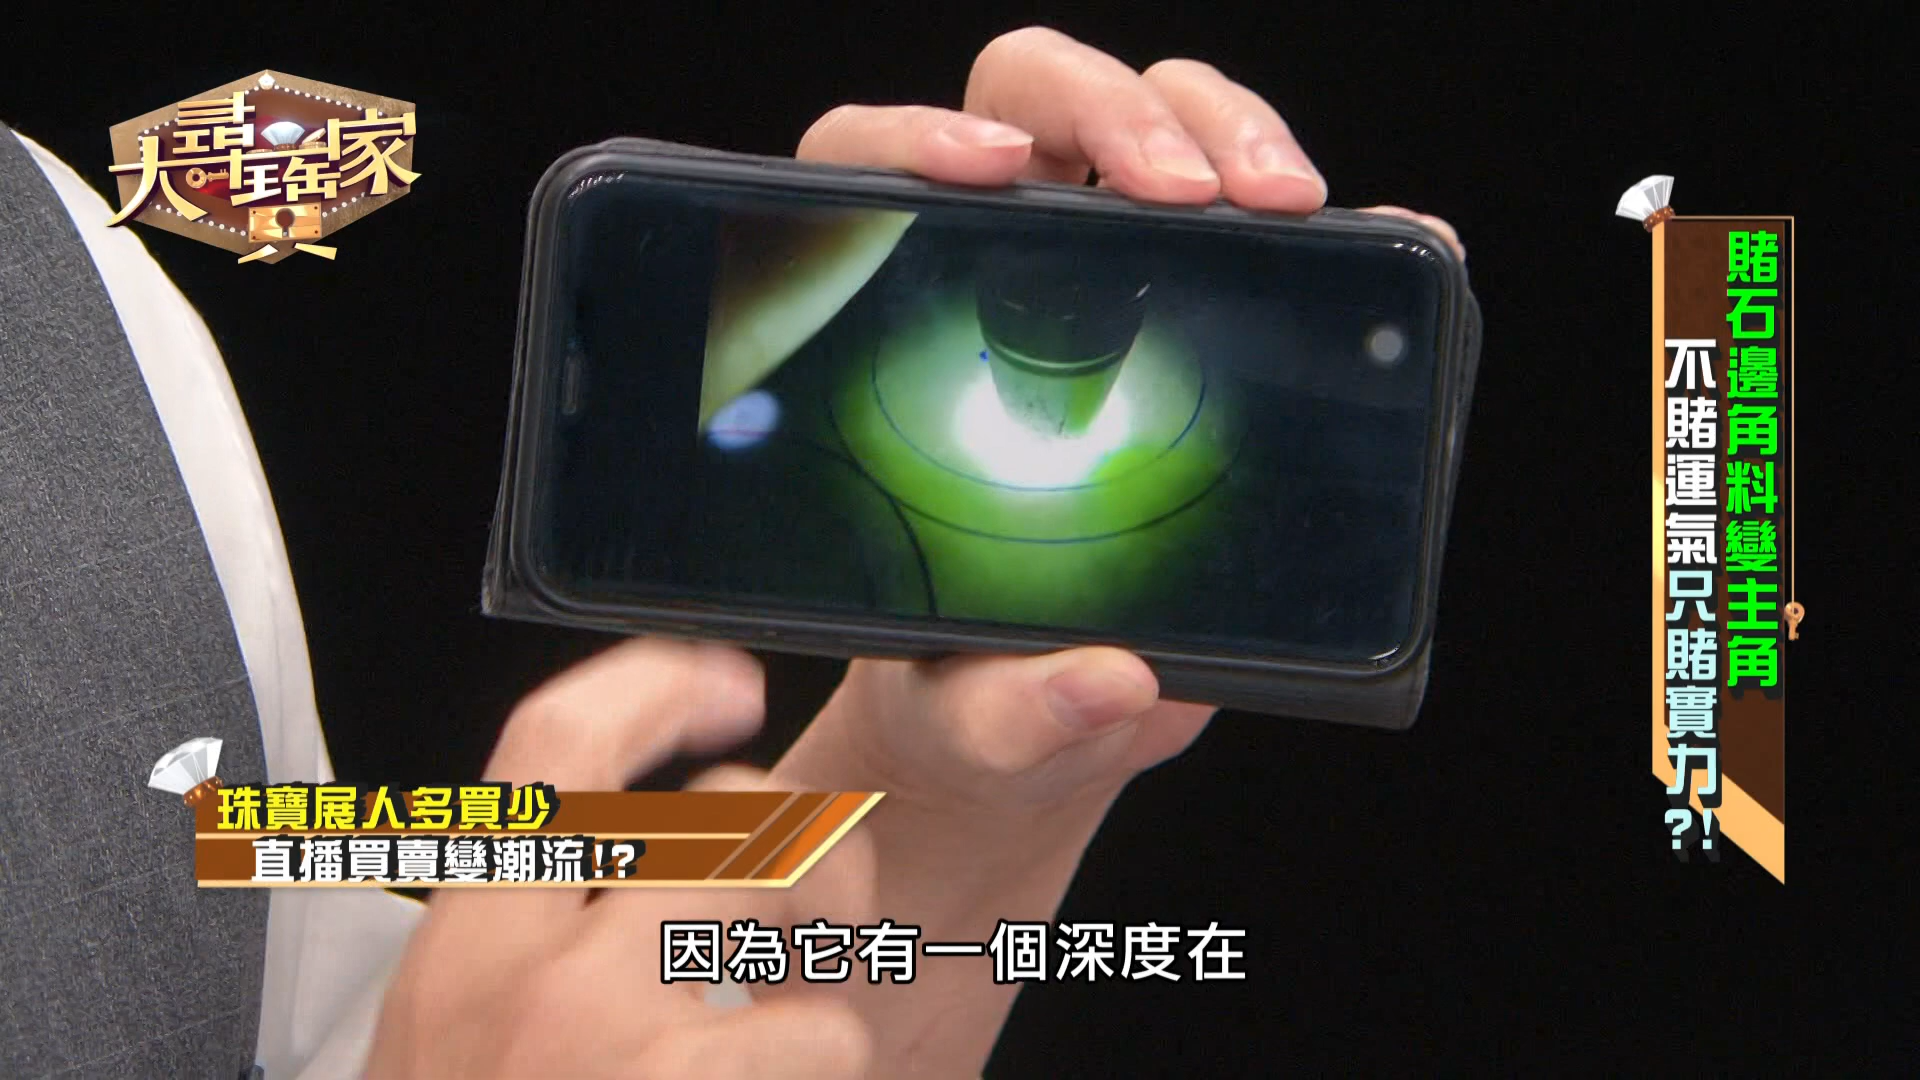 大尋寶家
賭石邊角料變主角
不賭運氣只賭實力?!
珠寶展人多買少
直播買賣變潮流!?
因為它有一個深度在